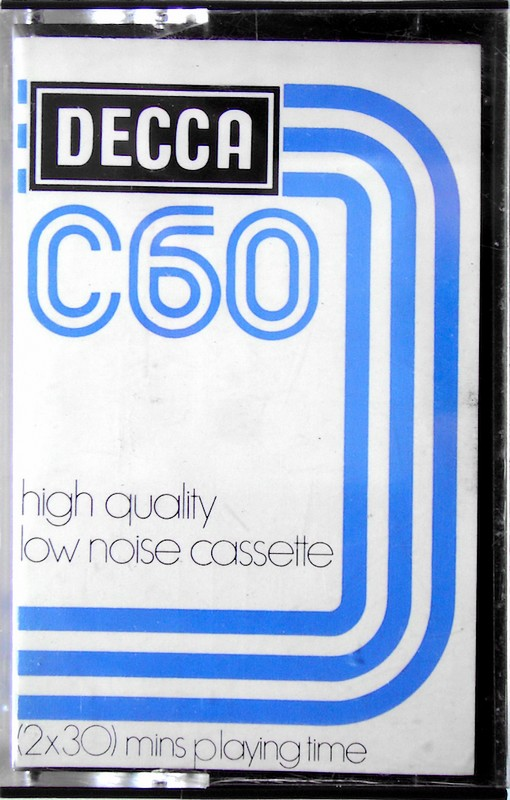 DECCA
C60
high quality
low noise cassette
(2x30) mins playing time